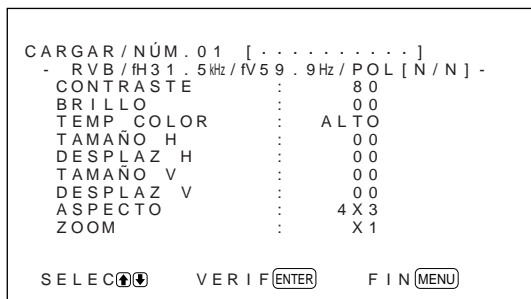 CARGAR/NÚM.01 [..........]
- RVB/fH31.5kHz/fV59.9Hz/POL[N/N]-
CONTRASTE : 80
BRILLO : 00
TEMP COLOR : ALTO
TAMAÑO H : 00
DESPLAZ H : 00
TAMAÑO V : 00
DESPLAZ V : 00
ASPECTO : 4X3
ZOOM : X1
SELEC VERIF ENTER FIN MENU